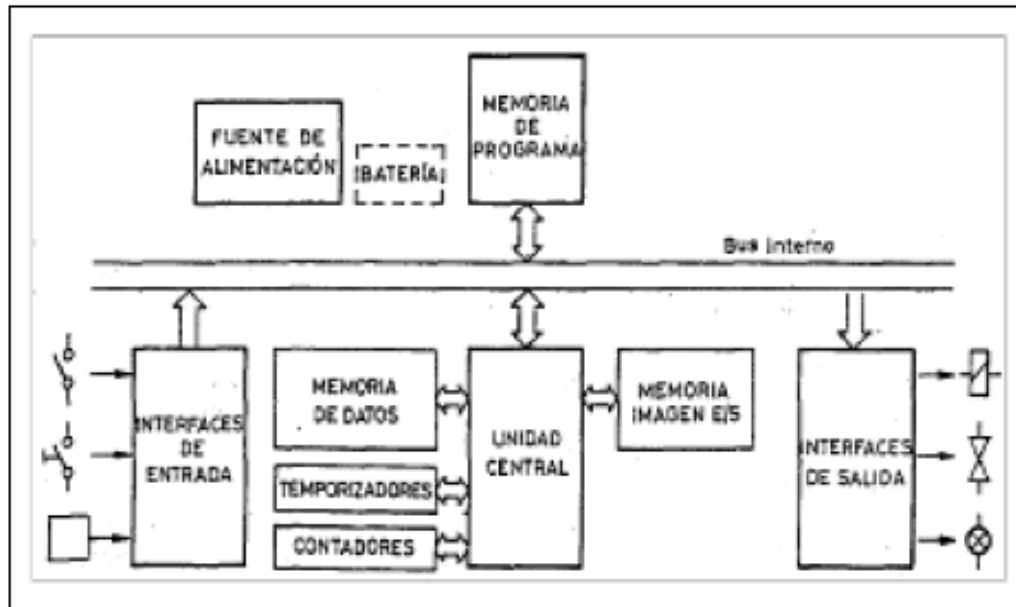 FUENTE DE
ALIMENTACIÓN
BATERÍA
MEMORIA
DE
PROGRAMA
Bus interno
INTERFACES
DE
ENTRADA
MEMORIA
DE DATOS
TEMPORIZADORES
CONTADORES
UNIDAD
CENTRAL
MEMORIA
IMAGEN E/S
INTERFACES
DE SALIDA